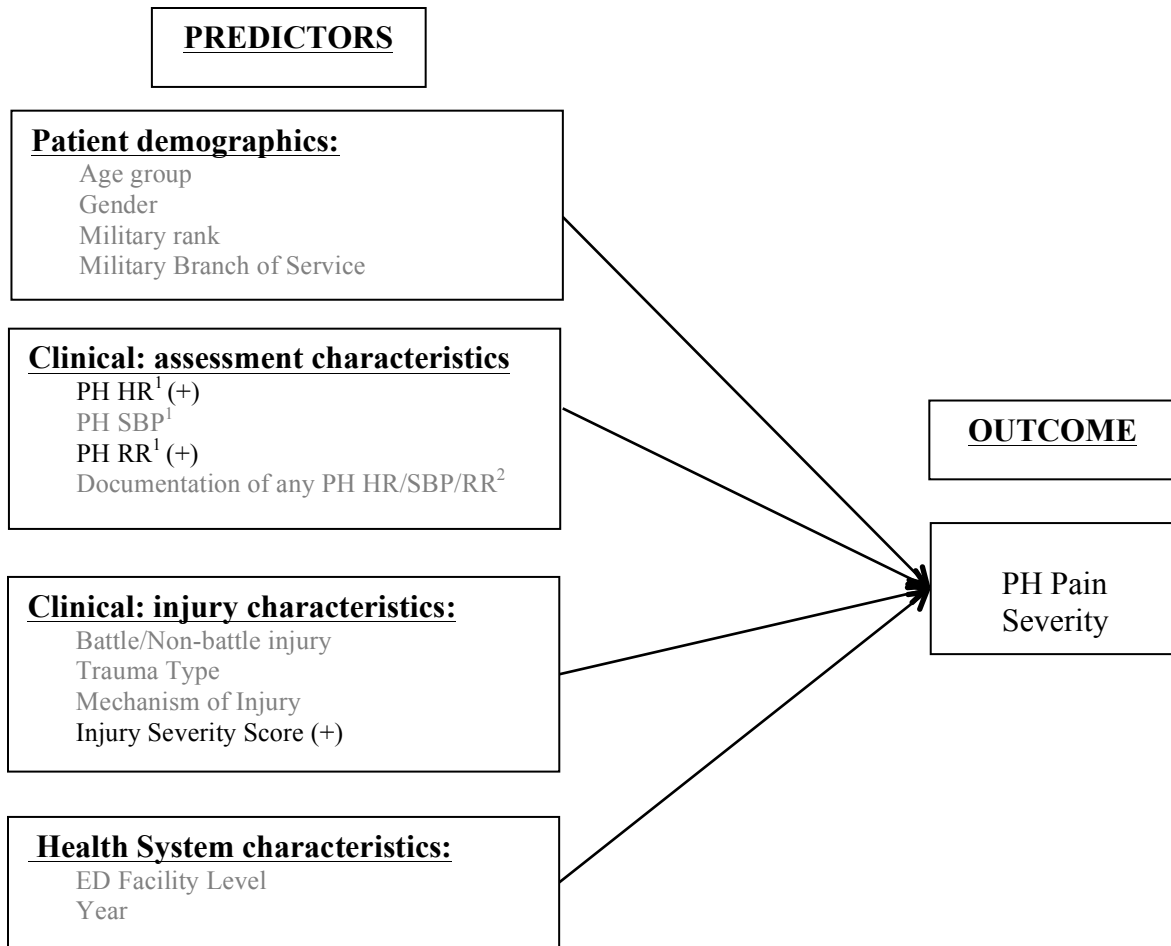 PREDICTORS
Patient demographics:
Age group
Gender
Military rank
Military Branch of Service
Clinical: assessment characteristics
PH HR¹ (+)
PH SBP¹
PH RR¹ (+)
Documentation of any PH HR/SBP/RR²
Clinical: injury characteristics:
Battle/Non-battle injury
Trauma Type
Mechanism of Injury
Injury Severity Score (+)
Health System characteristics:
ED Facility Level
Year
OUTCOME
PH Pain
Severity